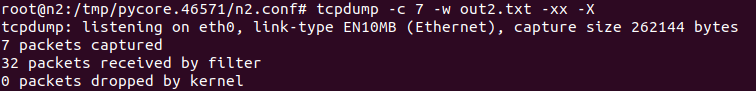 root@n2:/tmp/pycore.46571/n2.conf# tcpdump -c 7 -w out2.txt -xx -X
tcpdump: listening on eth0, link-type EN10MB (Ethernet), capture size 262144 bytes
7 packets captured
32 packets received by filter
0 packets dropped by kernel